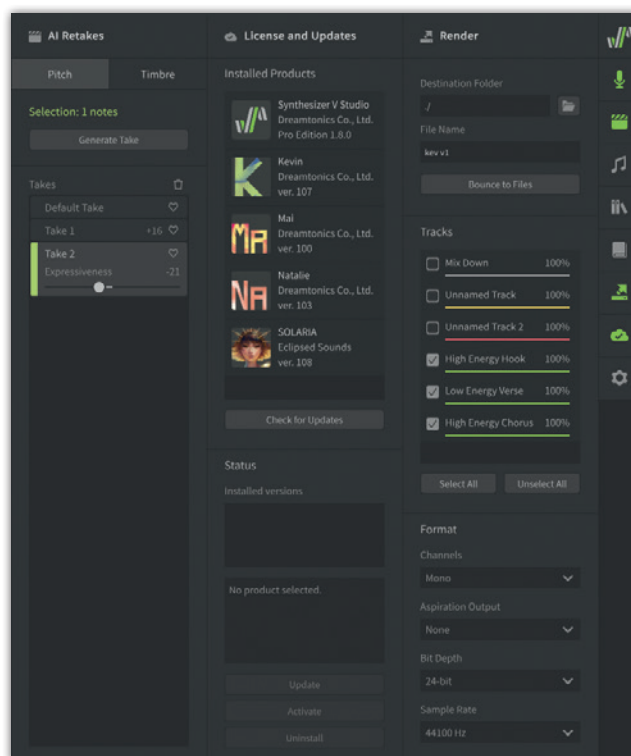 AI Retakes
Pitch
Timbre
Selection: 1 notes
Generate Take
Takes
Default Take
Take 1
+16
Take 2
Expressiveness
-21
License and Updates
Installed Products
Synthesizer V Studio
Dreamtonics Co., Ltd.
Pro Edition 1.8.0
Kevin
Dreamtonics Co., Ltd.
ver. 107
Mai
Dreamtonics Co., Ltd.
ver. 100
Natalie
Dreamtonics Co., Ltd.
ver. 103
SOLARIA
Eclipsed Sounds
ver. 108
K
MA
NA
Check for Updates
Status
Installed versions
No product selected.
Update
Activate
Uninstall
Render
Destination Folder
./
File Name
kev v1
Bounce to Files
Tracks
Mix Down 100%
Unnamed Track 100%
Unnamed Track 2 100%
High Energy Hook 100%
Low Energy Verse 100%
High Energy Chorus 100%
Select All
Unselect All
Format
Channels
Mono
Aspiration Output
None
Bit Depth
24-bit
Sample Rate
44100 Hz